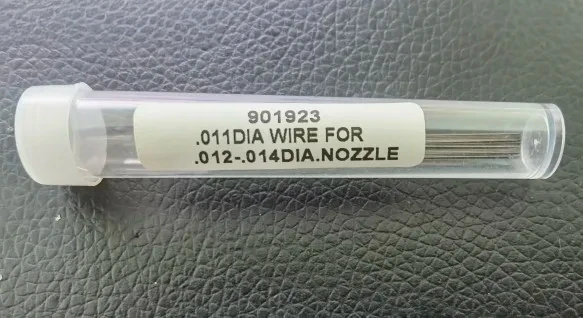 901923
.011DIA WIRE FOR
.012-.014DIA.NOZZLE